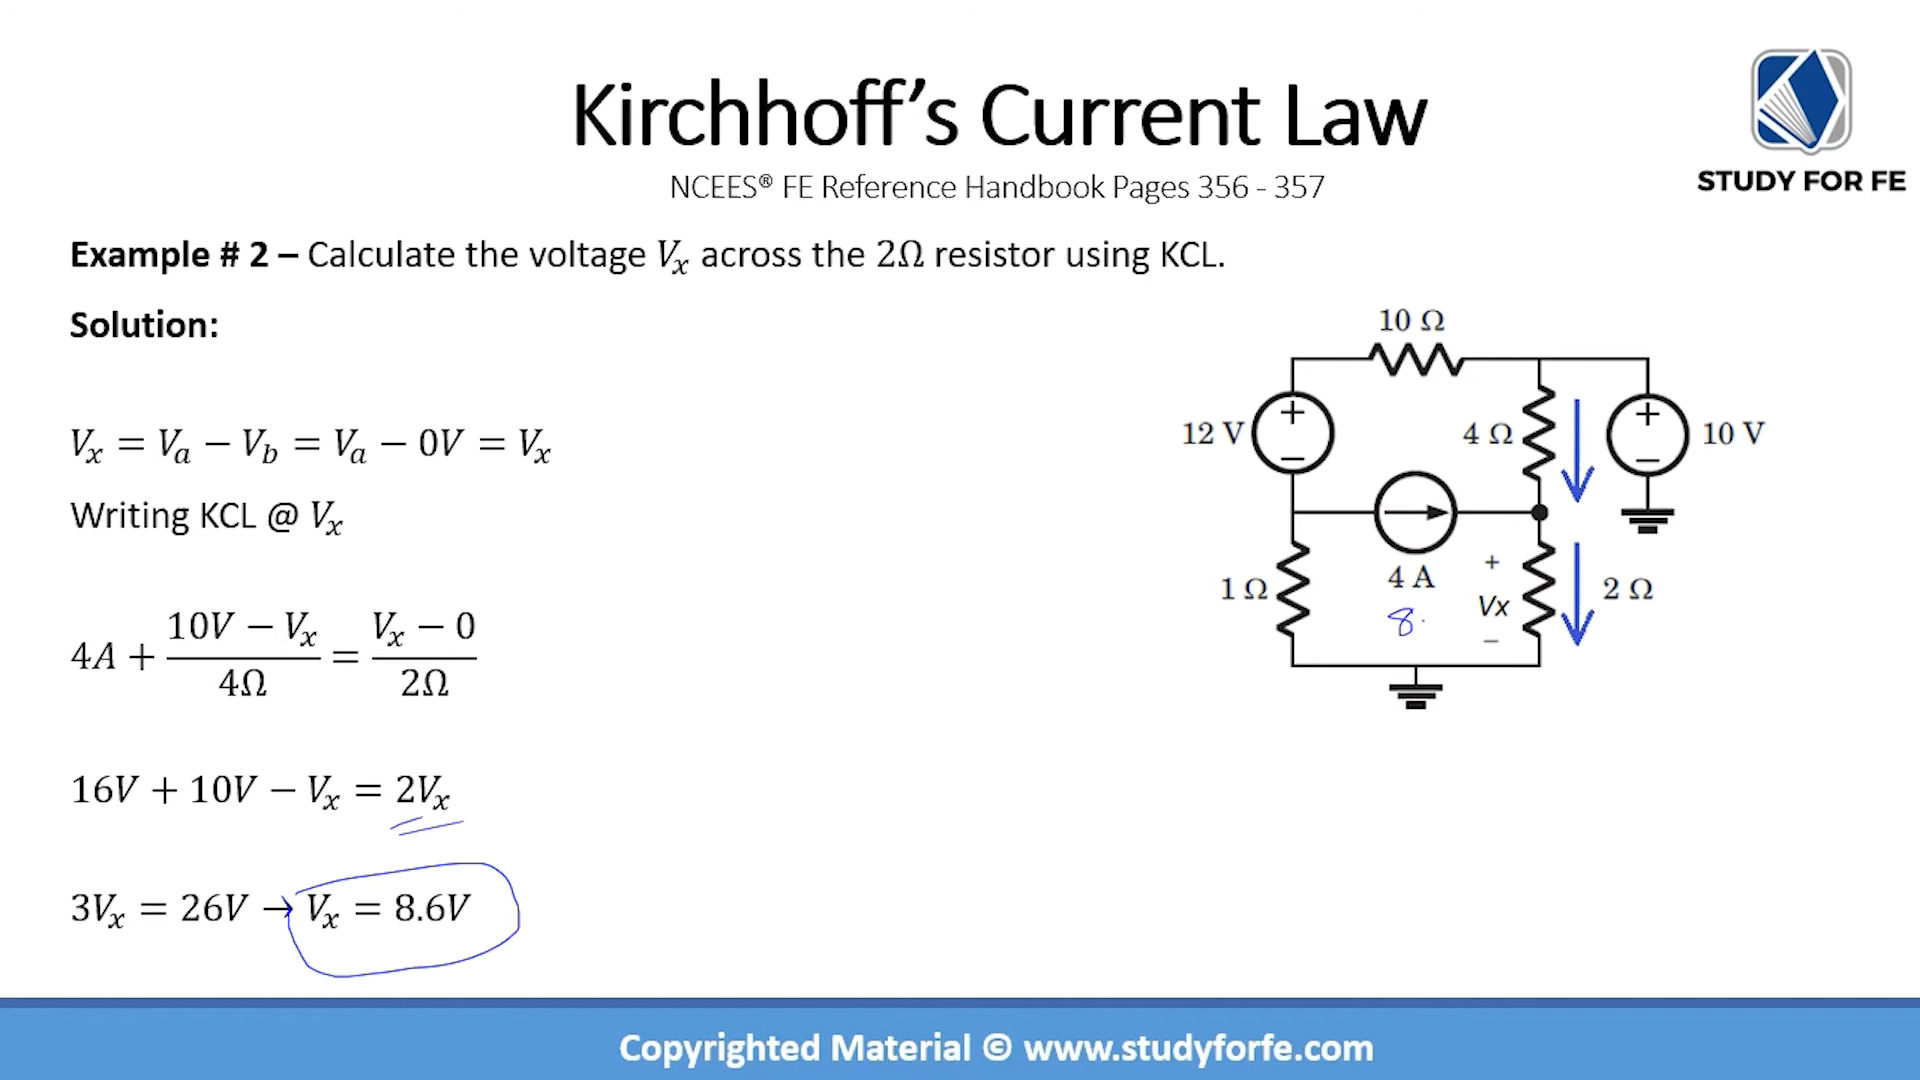 Kirchhoff's Current Law
NCEES® FE Reference Handbook Pages 356 - 357
STUDY FOR FE
Example # 2 – Calculate the voltage Vₓ across the 2Ω resistor using KCL.
Solution:
Vₓ = Vₐ − V_b = Vₐ − 0V = Vₓ
Writing KCL @ Vₓ
4A + (10V − Vₓ)/4Ω = (Vₓ − 0)/2Ω
16V + 10V − Vₓ = 2Vₓ
3Vₓ = 26V → Vₓ = 8.6V
10 Ω
12 V
+
−
4 Ω
+
−
10 V
1 Ω
4 A
8.
+
Vx
−
2 Ω
Copyrighted Material © www.studyforfe.com